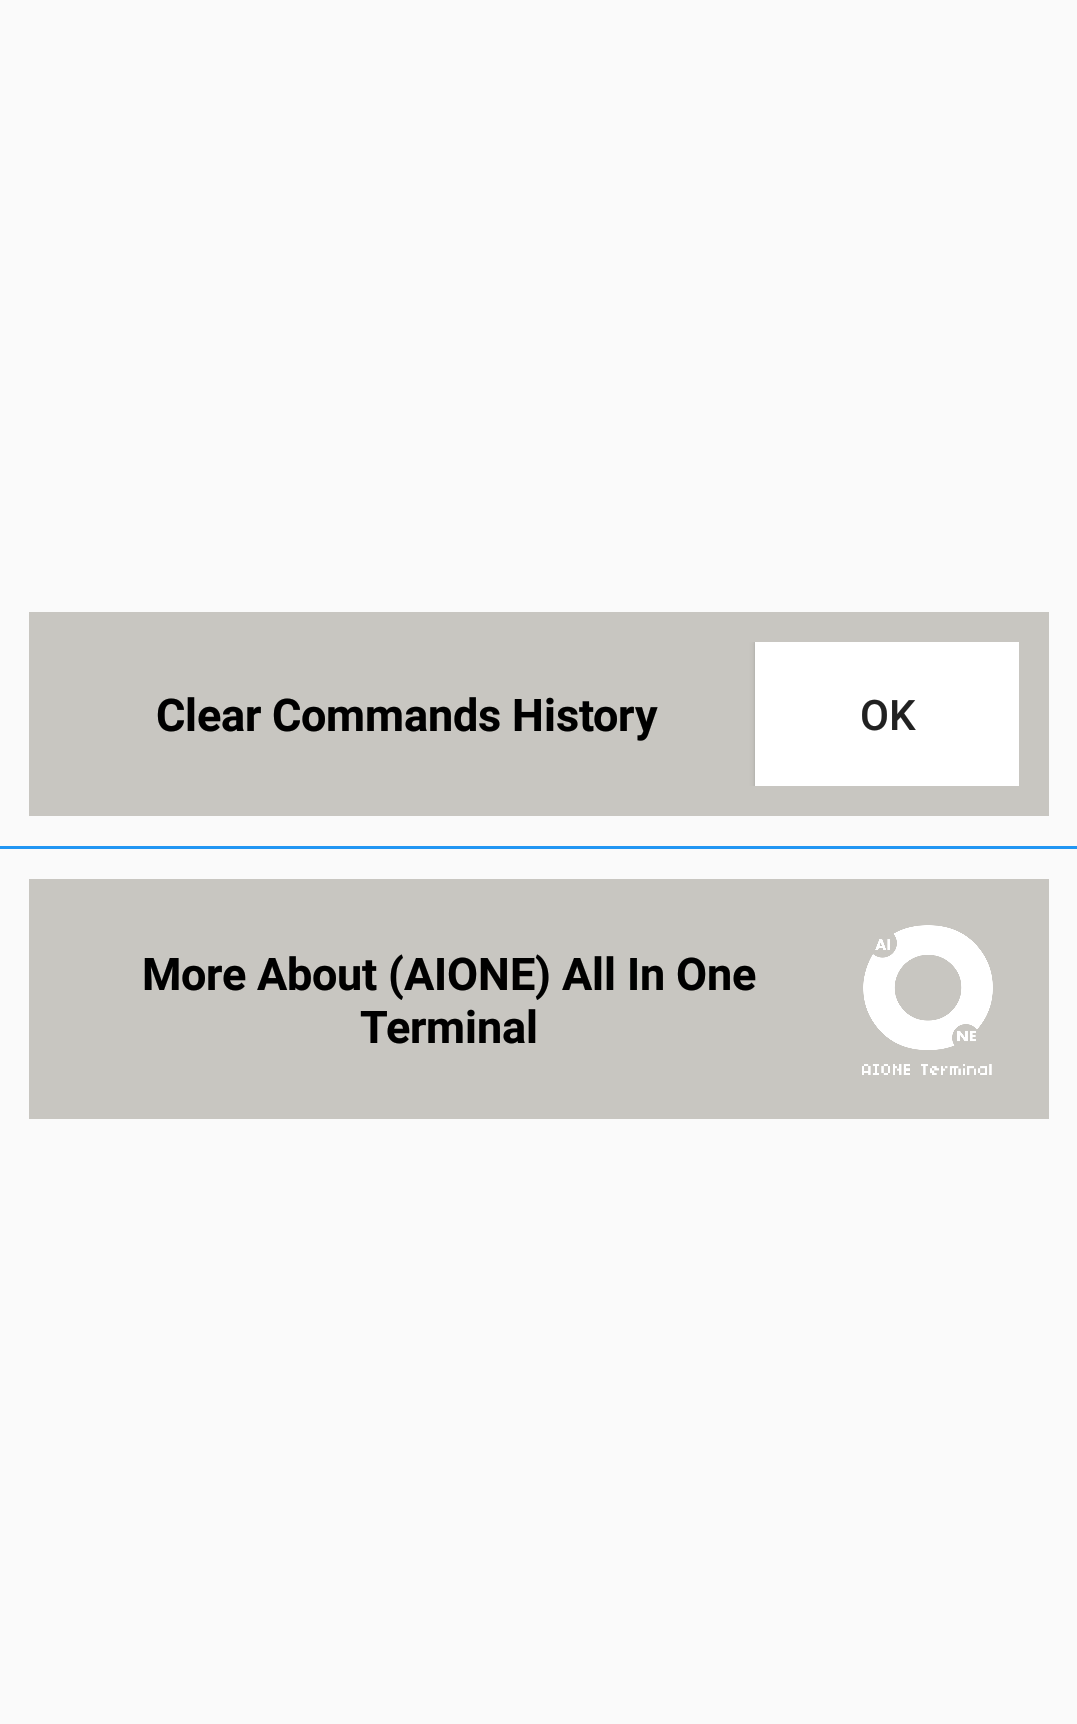 Clear Commands History
OK
More About (AIONE) All In One
Terminal
AI
NE
AIONE Terminal